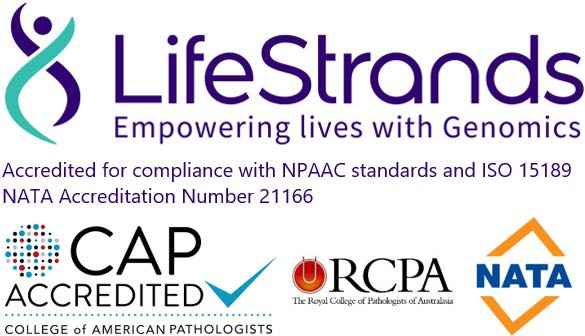 LifeStrands
Empowering lives with Genomics
Accredited for compliance with NPAAC standards and ISO 15189
NATA Accreditation Number 21166
CAP
ACCREDITED
COLLEGE of AMERICAN PATHOLOGISTS
RCPA
The Royal College of Pathologists of Australasia
NATA